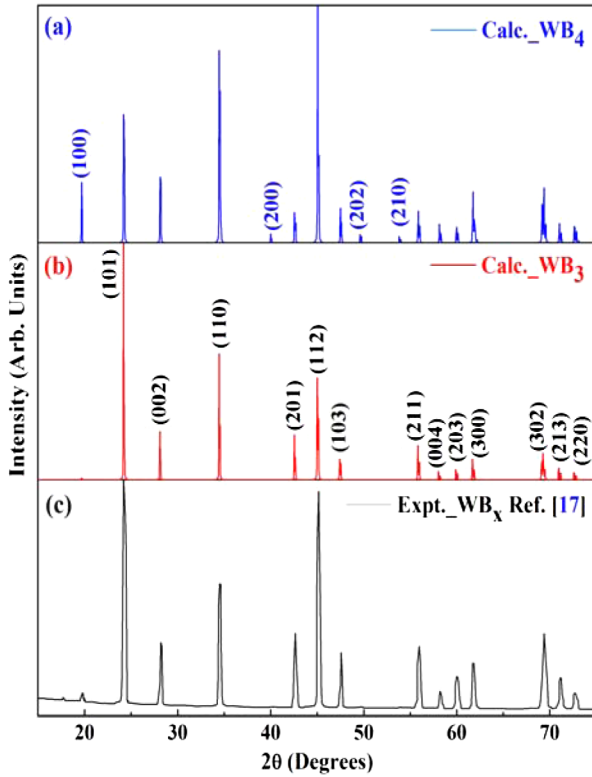 (a)
Calc._WB4
(100)
(200)
(202)
(210)
(b)
Calc._WB3
(101)
(002)
(110)
(201)
(112)
(103)
(211)
(004)
(203)
(300)
(302)
(213)
(220)
(c)
Expt._WBx Ref. [17]
Intensity (Arb. Units)
20 30 40 50 60 70
2θ (Degrees)